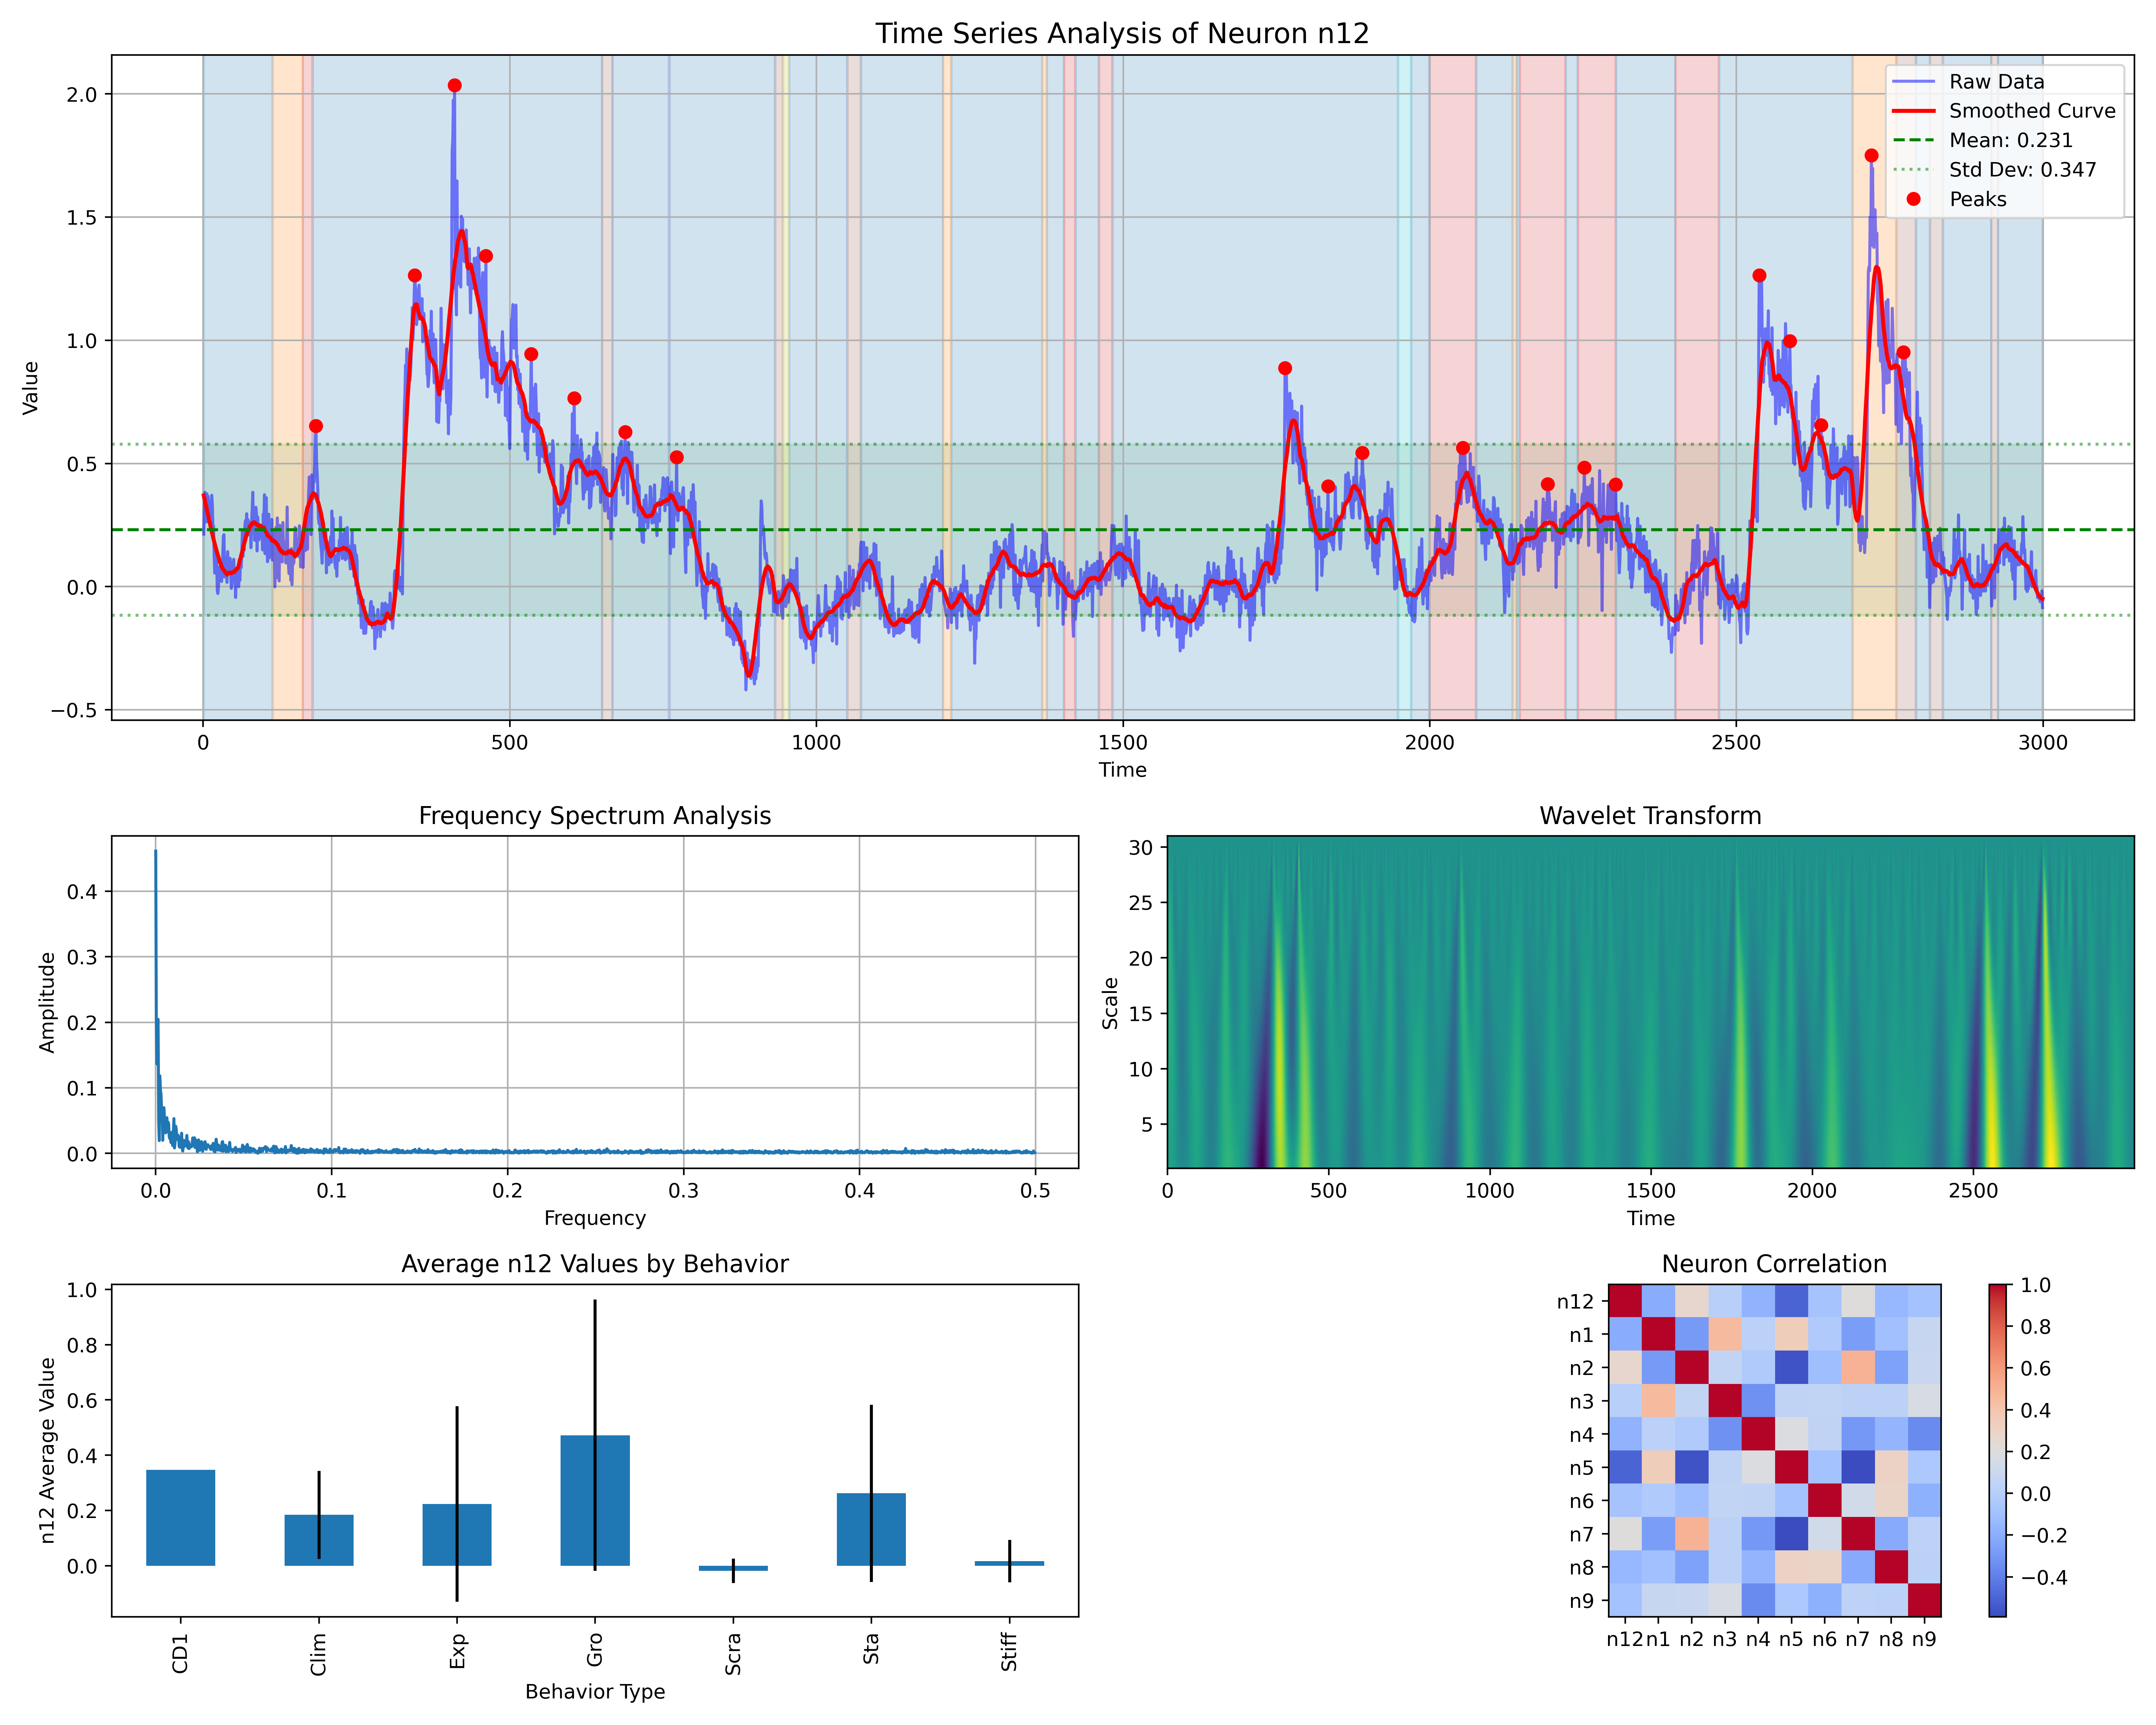 Time Series Analysis of Neuron n12
Value
2.0
1.5
1.0
0.5
0.0
−0.5
Raw Data
Smoothed Curve
Mean: 0.231
Std Dev: 0.347
Peaks
0 500 1000 1500 2000 2500 3000
Time
Frequency Spectrum Analysis
Amplitude
0.4
0.3
0.2
0.1
0.0
0.0 0.1 0.2 0.3 0.4 0.5
Frequency
Wavelet Transform
Scale
30
25
20
15
10
5
0 500 1000 1500 2000 2500
Time
Average n12 Values by Behavior
n12 Average Value
1.0
0.8
0.6
0.4
0.2
0.0
CD1 Clim Exp Gro Scra Sta Stiff
Behavior Type
Neuron Correlation
n12
n1
n2
n3
n4
n5
n6
n7
n8
n9
n12 n1 n2 n3 n4 n5 n6 n7 n8 n9
1.0
0.8
0.6
0.4
0.2
0.0
−0.2
−0.4